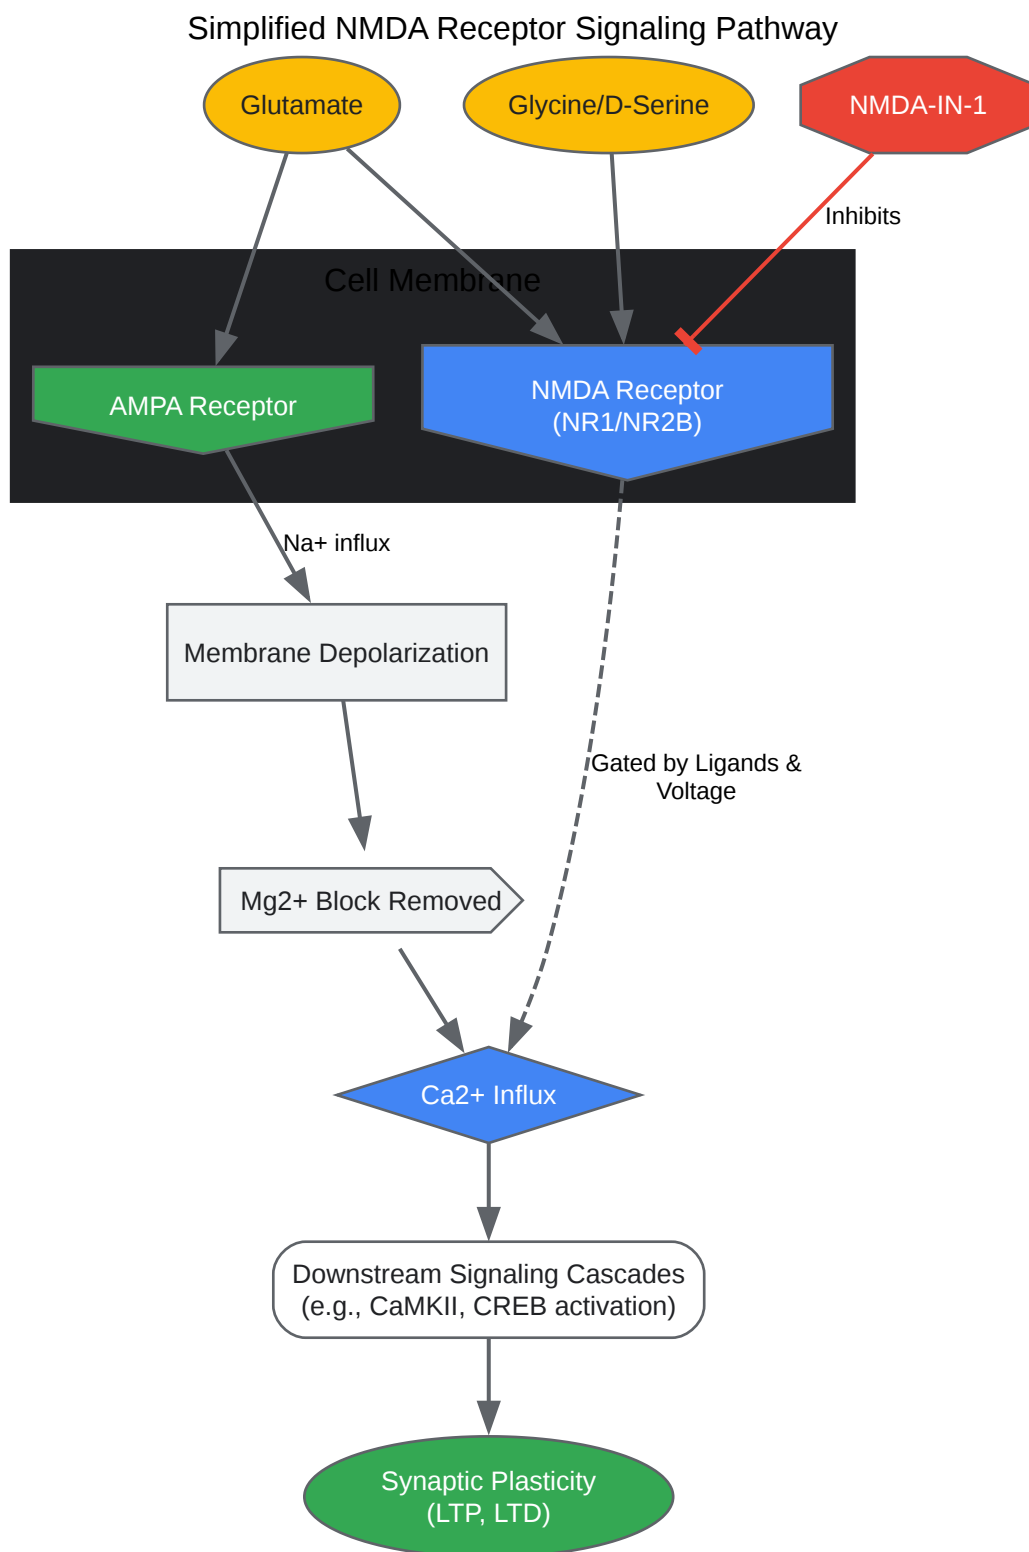 Simplified NMDA Receptor Signaling Pathway
Glutamate
Glycine/D-Serine
NMDA-IN-1
Inhibits
Cell Membrane
AMPA Receptor
NMDA Receptor
(NR1/NR2B)
Na+ influx
Membrane Depolarization
Gated by Ligands &
Voltage
Mg2+ Block Removed
Ca2+ Influx
Downstream Signaling Cascades
(e.g., CaMKII, CREB activation)
Synaptic Plasticity
(LTP, LTD)